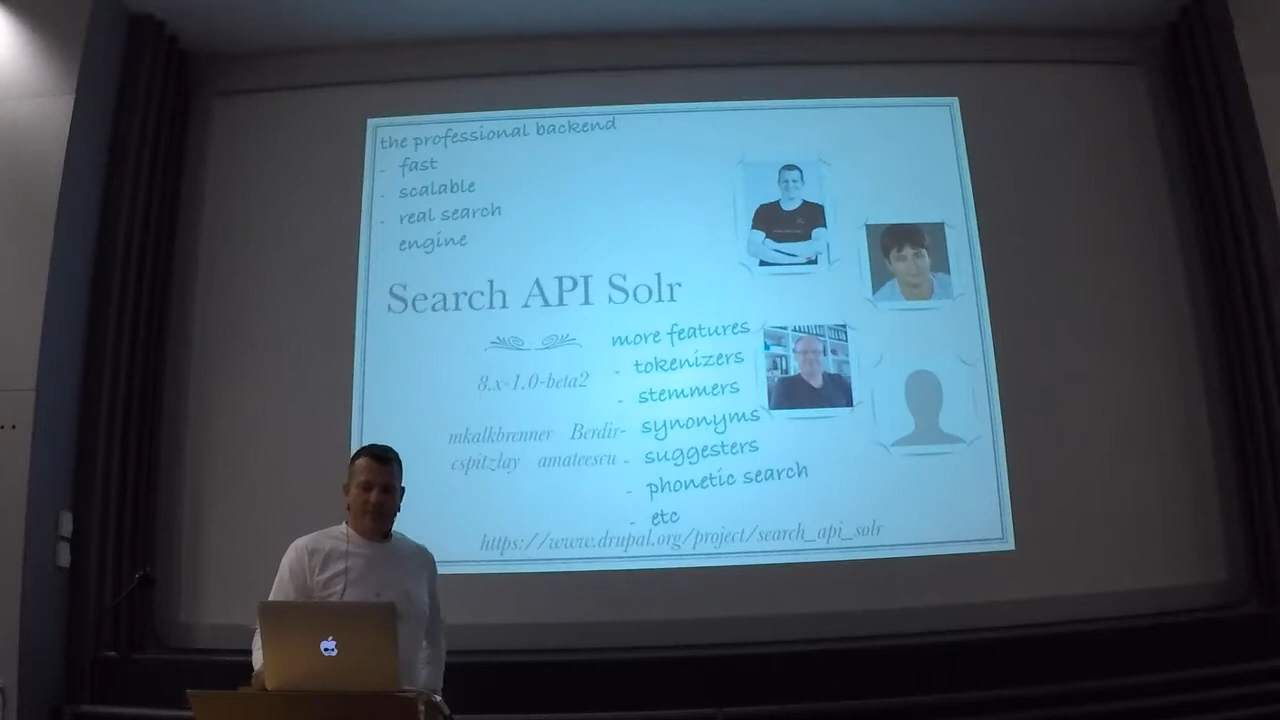 the professional backend
- fast
- scalable
- real search
engine
Search API Solr
more features
- tokenizers
8.x-1.0-beta2
- stemmers
mkalkbrenner Berdir
- synonyms
cspitzlay amateescu
- suggesters
- phonetic search
- etc
https://www.drupal.org/project/search_api_solr